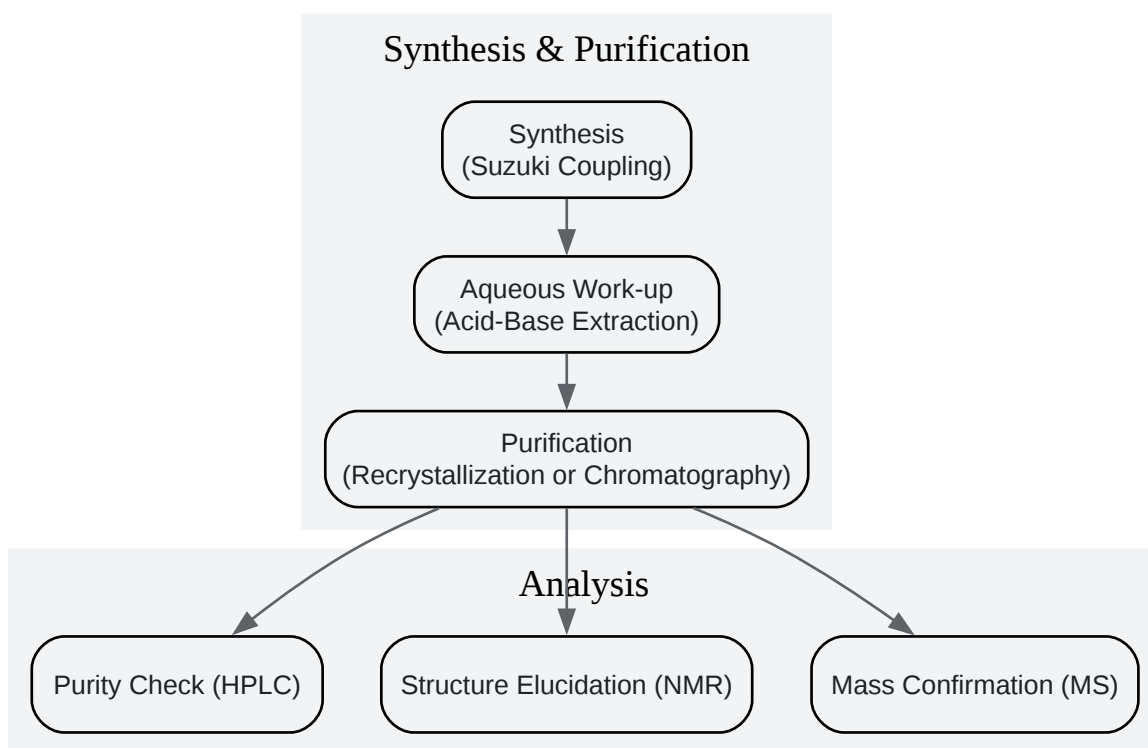 Synthesis & Purification
Synthesis
(Suzuki Coupling)
Aqueous Work-up
(Acid-Base Extraction)
Purification
(Recrystallization or Chromatography)
Analysis
Purity Check (HPLC)
Structure Elucidation (NMR)
Mass Confirmation (MS)